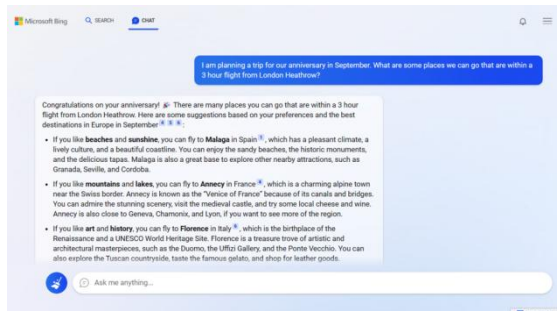 Microsoft Bing
SEARCH
CHAT
I am planning a trip for our anniversary in September. What are some places we can go that are within a
3 hour flight from London Heathrow?
Congratulations on your anniversary! 🎉 There are many places you can go that are within a 3 hour
flight from London Heathrow. Here are some suggestions based on your preferences and the best
destinations in Europe in September
• If you like beaches and sunshine, you can fly to Malaga in Spain, which has a pleasant climate, a
lively culture, and a beautiful coastline. You can enjoy the sandy beaches, the historic monuments,
and the delicious tapas. Malaga is also a great base to explore other nearby attractions, such as
Granada, Seville, and Cordoba.
• If you like mountains and lakes, you can fly to Annecy in France, which is a charming alpine town
near the Swiss border. Annecy is known as the "Venice of France" because of its canals and bridges.
You can admire the stunning scenery, visit the medieval castle, and try some local cheese and wine.
Annecy is also close to Geneva, Chamonix, and Lyon, if you want to see more of the region.
• If you like art and history, you can fly to Florence in Italy, which is the birthplace of the
Renaissance and a UNESCO World Heritage Site. Florence is a treasure trove of artistic and
architectural masterpieces, such as the Duomo, the Uffizi Gallery, and the Ponte Vecchio. You can
also explore the Tuscan countryside, taste the famous gelato, and shop for leather goods.
Ask me anything...